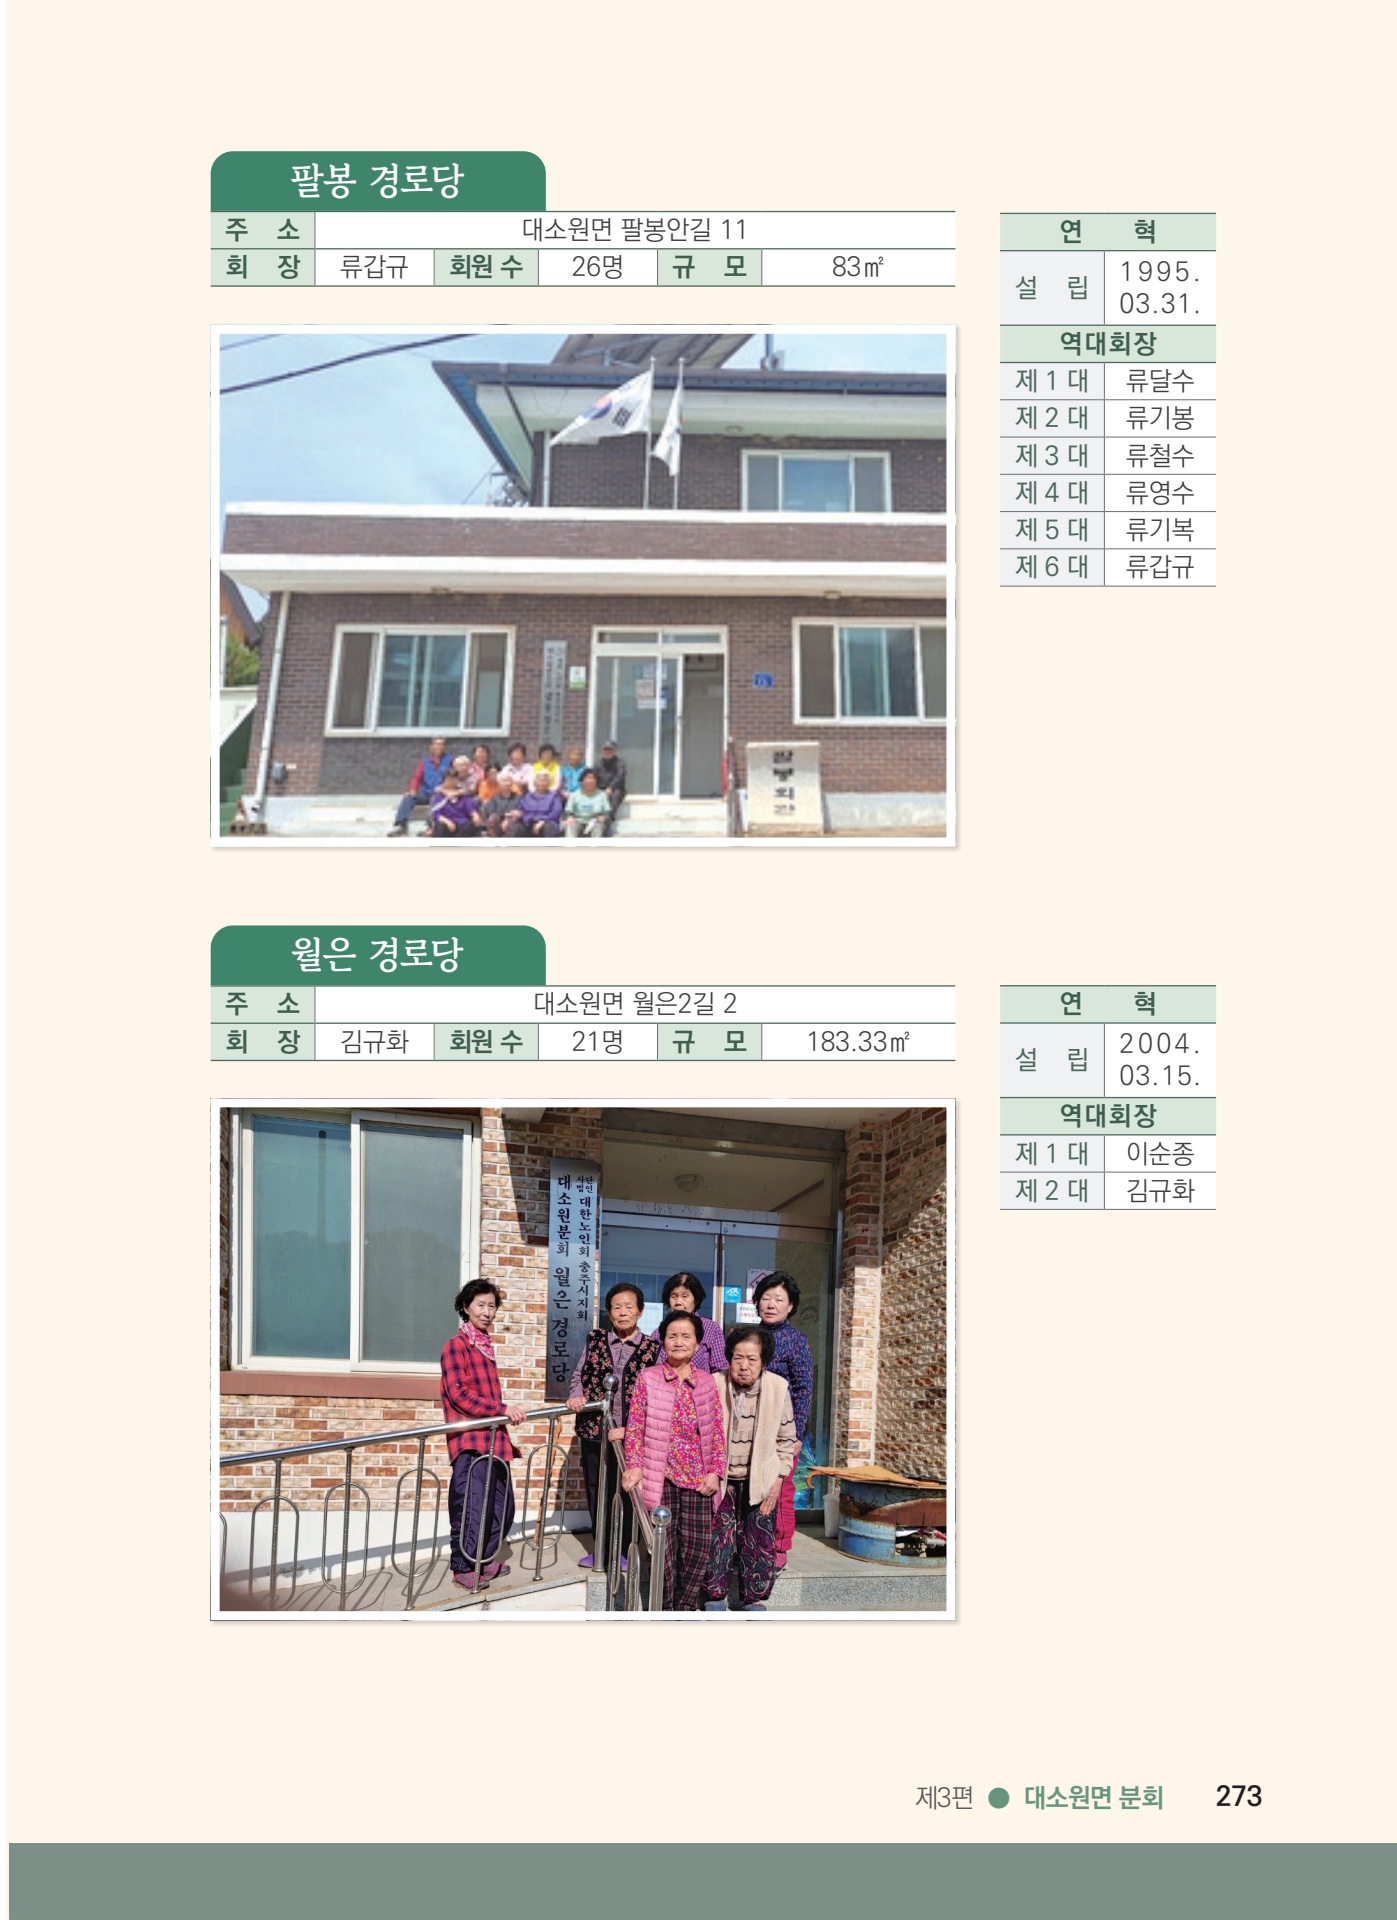 팔봉 경로당
주 소 대소원면 팔봉안길 11
회 장 류갑규 회원 수 26명 규 모 83㎡
연 혁
설 립 1995. 03.31.
역대회장
제 1 대 류달수
제 2 대 류기봉
제 3 대 류철수
제 4 대 류영수
제 5 대 류기복
제 6 대 류갑규
팔봉회관
월은 경로당
주 소 대소원면 월은2길 2
회 장 김규화 회원 수 21명 규 모 183.33㎡
연 혁
설 립 2004. 03.15.
역대회장
제 1 대 이순종
제 2 대 김규화
사단법인 대한노인회 충주시지회
대소원분회 월은 경로당
제3편 ● 대소원면 분회 273